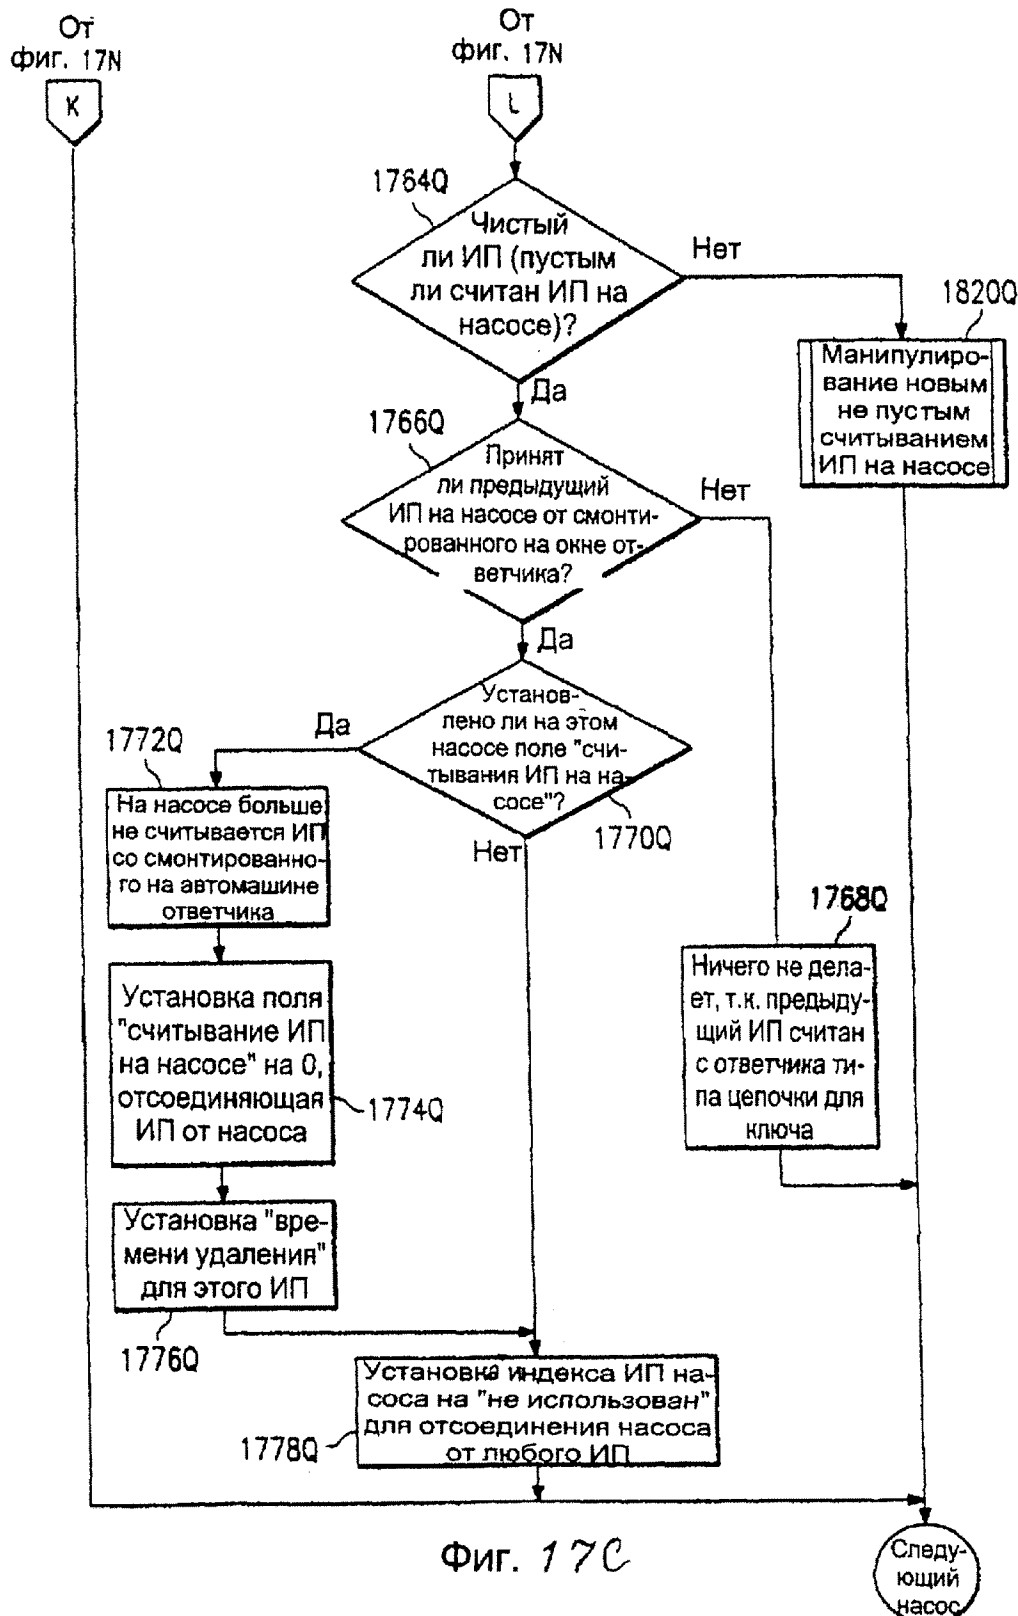 От
фиг. 17N
K
От
фиг. 17N
L
1764Q
Чистый
ли ИП (пустым
ли считан ИП на
насосе)?
Нет
1820Q
Манипулиро-
вание новым
не пустым
считыванием
ИП на насосе
Да
1766Q
Принят
ли предыдущий
ИП на насосе от смонти-
рованного на окне от-
ветчика?
Нет
Да
Установ-
лено ли на этом
насосе поле "счи-
тывания ИП на на-
сосе"?
1770Q
Да
Нет
1772Q
На насосе больше
не считывается ИП
со смонтированно-
го на автомашине
ответчика
1768Q
Ничего не дела-
ет, т.к. предыду-
щий ИП считан
с ответчика ти-
па цепочки для
ключа
Установка поля
"считывание ИП
на насосе" на 0,
отсоединяющая
ИП от насоса
1774Q
Установка "вре-
мени удаления"
для этого ИП
1776Q
Установка индекса ИП на-
соса на "не использован"
для отсоединения насоса
от любого ИП
1778Q
Следу-
ющий
насос
Фиг. 17C